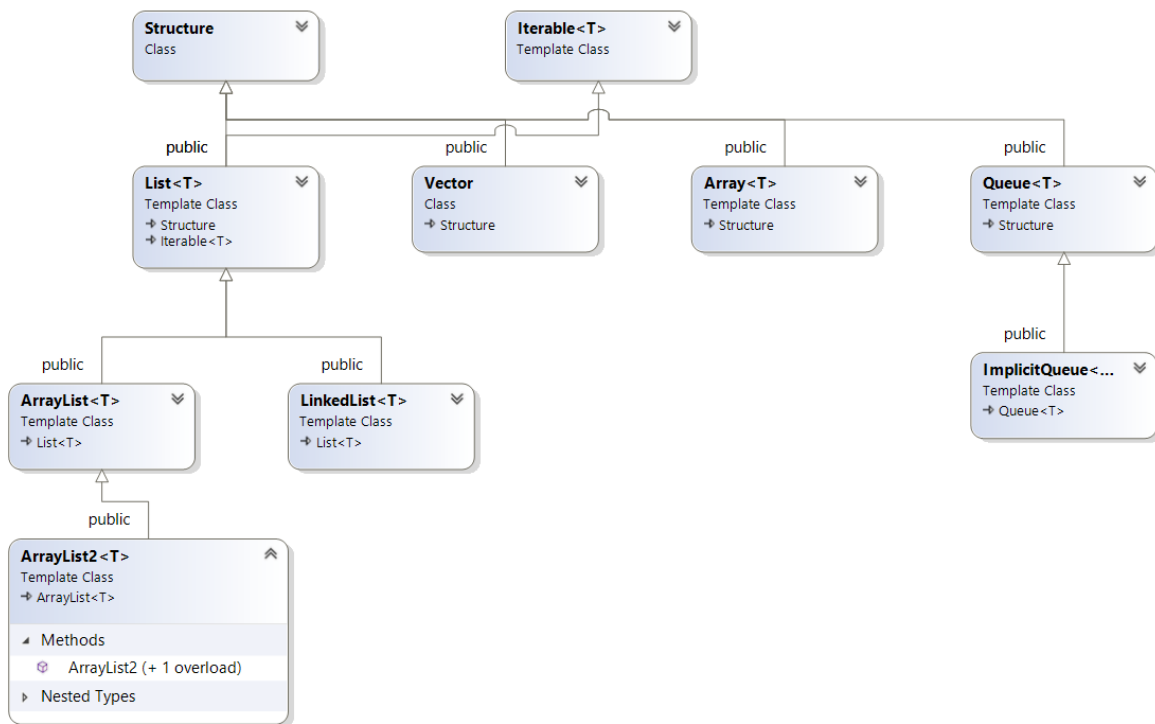 Structure
Class
Iterable<T>
Template Class
public
public
public
public
List<T>
Template Class
Structure
Iterable<T>
Vector
Class
Structure
Array<T>
Template Class
Structure
Queue<T>
Template Class
Structure
public
public
public
ArrayList<T>
Template Class
List<T>
LinkedList<T>
Template Class
List<T>
ImplicitQueue<...
Template Class
Queue<T>
public
ArrayList2<T>
Template Class
ArrayList<T>
Methods
ArrayList2 (+ 1 overload)
Nested Types